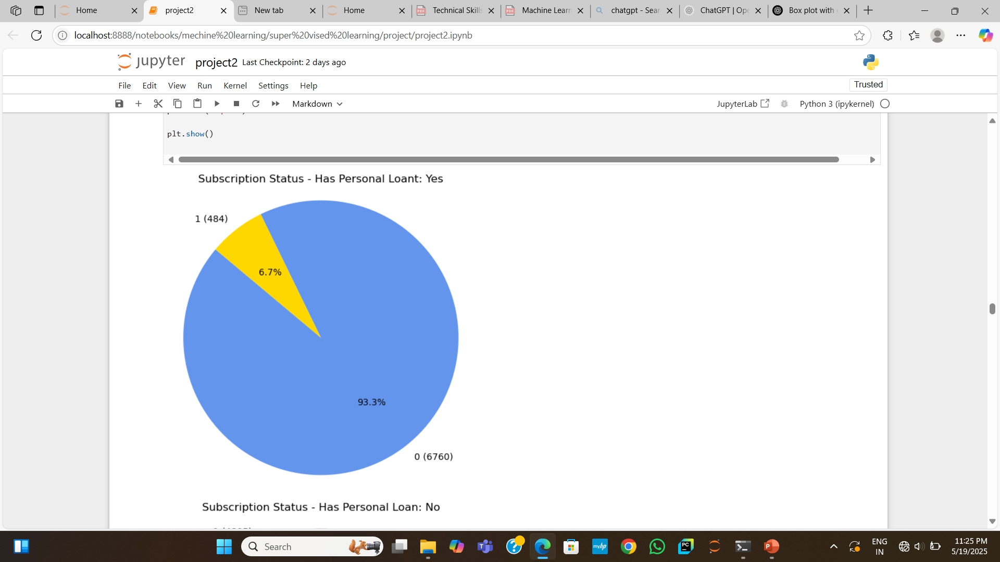 Home
project2
New tab
Home
Technical Skills
Machine Learn
chatgpt - Sear
ChatGPT | Ope
Box plot with
localhost:8888/notebooks/mechine%20learning/super%20vised%20learning/project/project2.ipynb
jupyter project2 Last Checkpoint: 2 days ago
File Edit View Run Kernel Settings Help
Trusted
Markdown
JupyterLab
Python 3 (ipykernel)
plt.show()
Subscription Status - Has Personal Loant: Yes
1 (484)
6.7%
93.3%
0 (6760)
Subscription Status - Has Personal Loan: No
Search
myhp
PC
ENG
IN
11:25 PM
5/19/2025